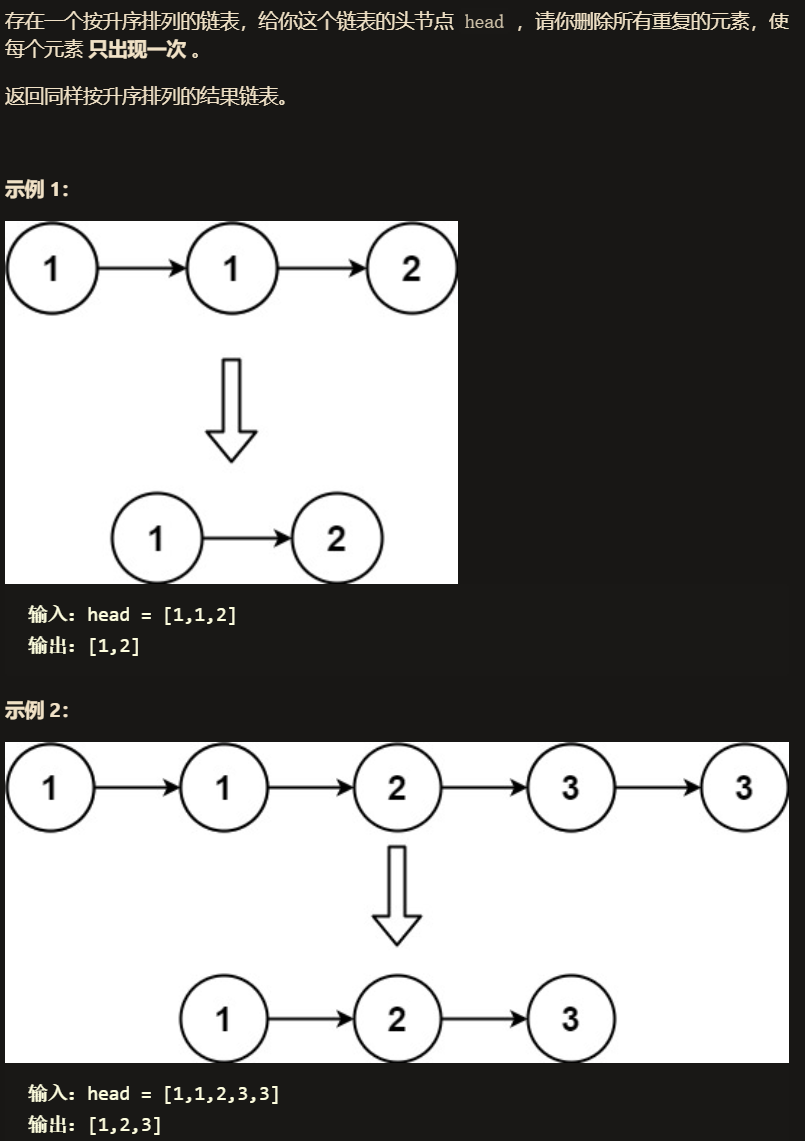 存在一个按升序排列的链表，给你这个链表的头节点 head ，请你删除所有重复的元素，使
每个元素 只出现一次 。
返回同样按升序排列的结果链表。
示例 1：
1 1 2
1 2
输入：head = [1,1,2]
输出：[1,2]
示例 2：
1 1 2 3 3
1 2 3
输入：head = [1,1,2,3,3]
输出：[1,2,3]